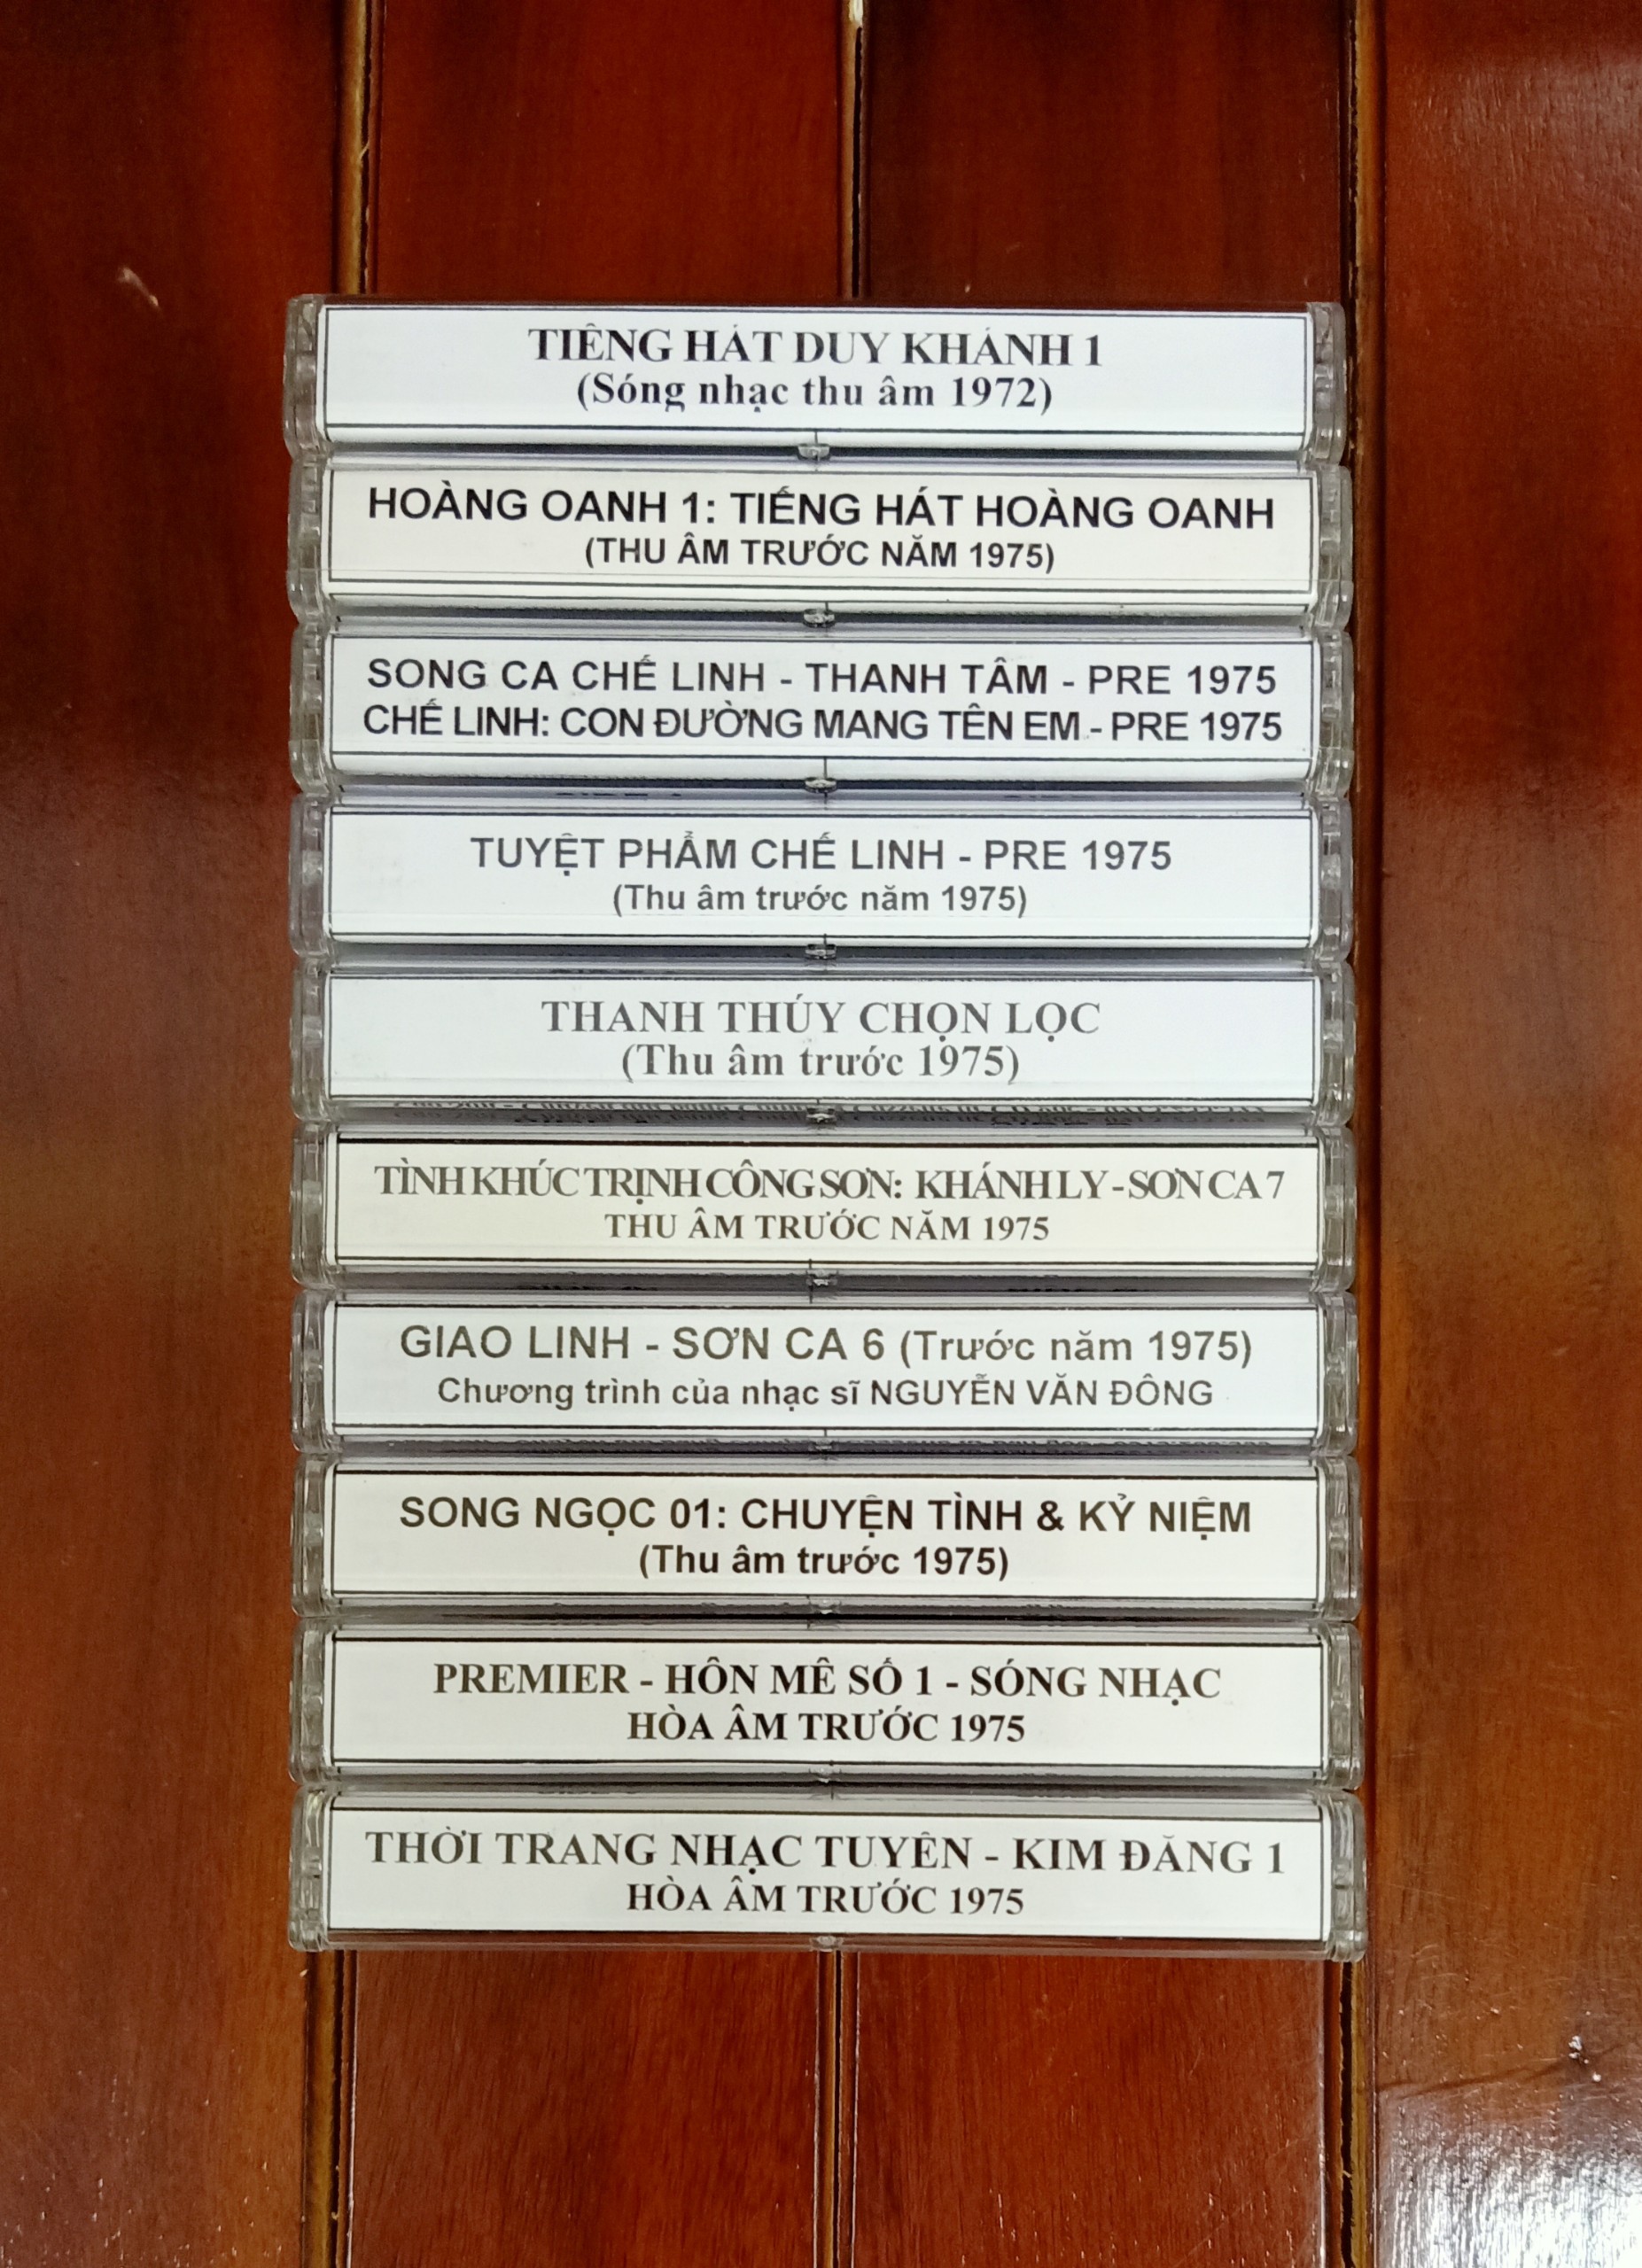 TIẾNG HÁT DUY KHÁNH 1
(Sóng nhạc thu âm 1972)
HOÀNG OANH 1: TIẾNG HÁT HOÀNG OANH
(THU ÂM TRƯỚC NĂM 1975)
SONG CA CHẾ LINH - THANH TÂM - PRE 1975
CHẾ LINH: CON ĐƯỜNG MANG TÊN EM - PRE 1975
TUYỆT PHẨM CHẾ LINH - PRE 1975
(Thu âm trước năm 1975)
THANH THÚY CHỌN LỌC
(Thu âm trước 1975)
TÌNH KHÚC TRỊNH CÔNG SƠN: KHÁNH LY - SƠN CA 7
THU ÂM TRƯỚC NĂM 1975
GIAO LINH - SƠN CA 6 (Trước năm 1975)
Chương trình của nhạc sĩ NGUYỄN VĂN ĐÔNG
SONG NGỌC 01: CHUYỆN TÌNH & KỶ NIỆM
(Thu âm trước 1975)
PREMIER - HÔN MÊ SỐ 1 - SÓNG NHẠC
HÒA ÂM TRƯỚC 1975
THỜI TRANG NHẠC TUYỂN - KIM ĐẰNG 1
HÒA ÂM TRƯỚC 1975